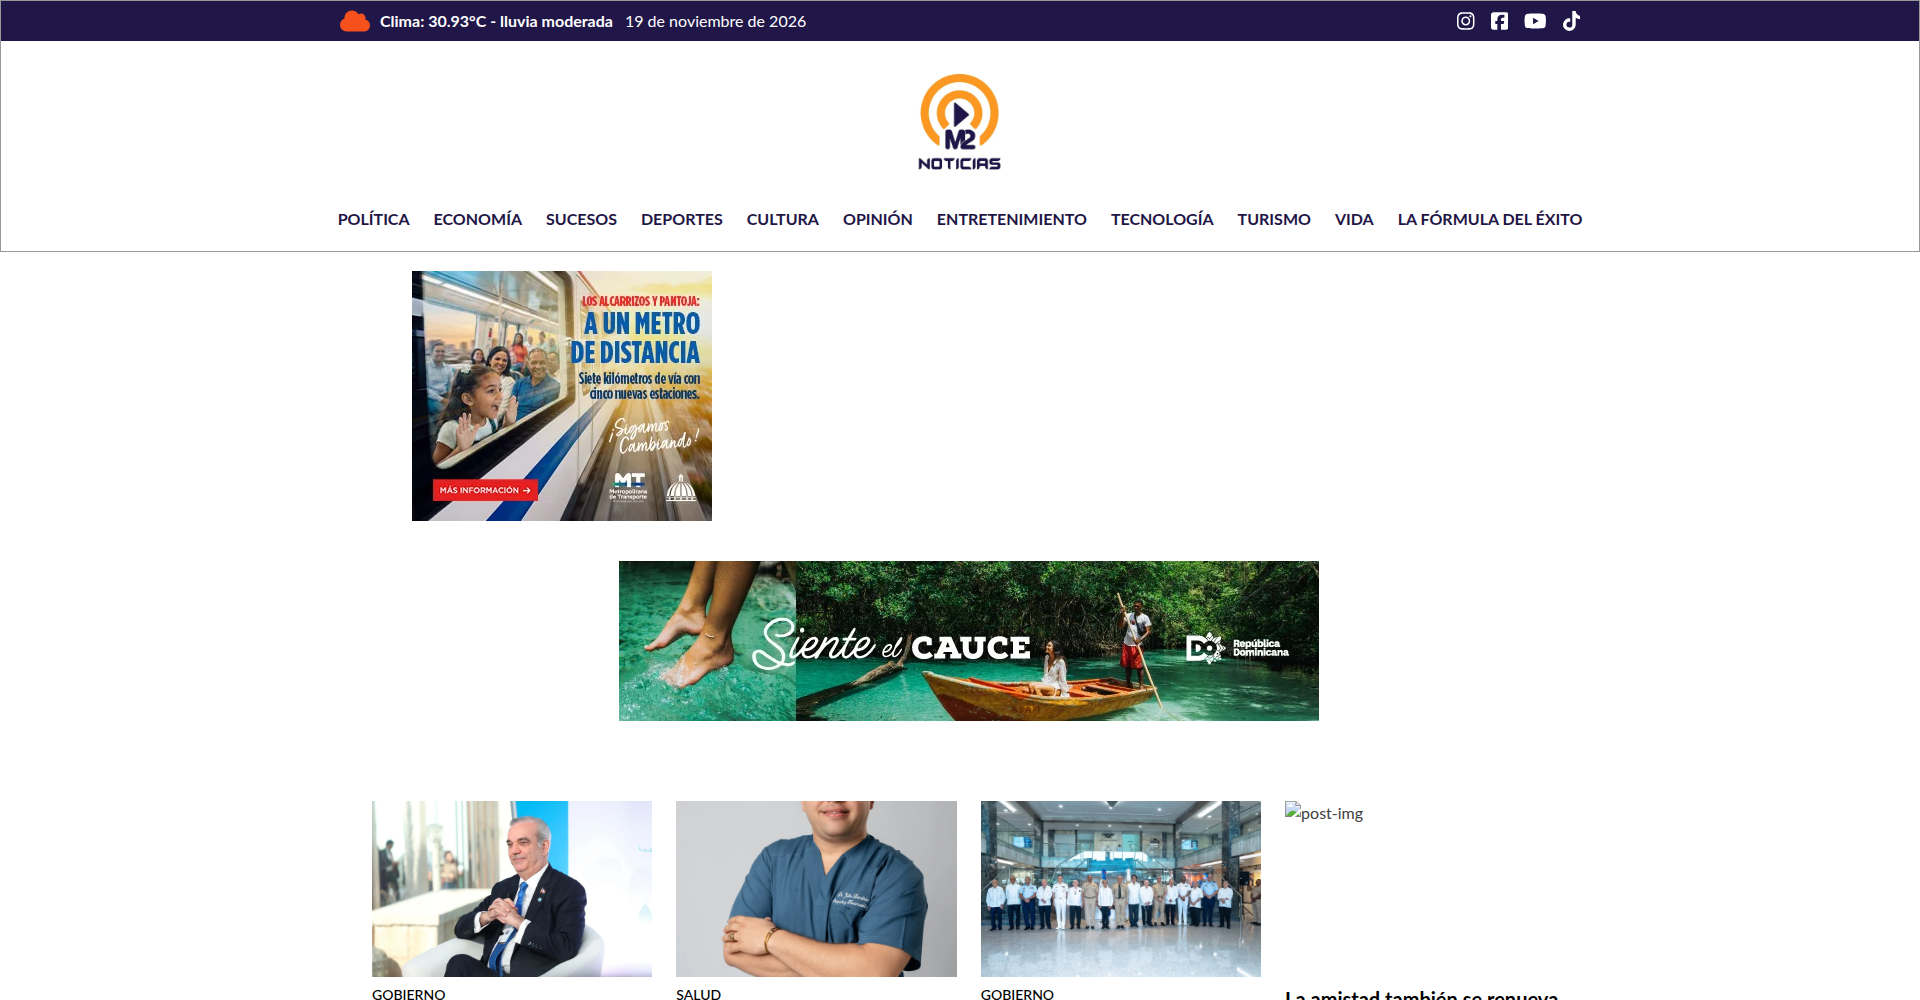 Clima: 30.93°C - lluvia moderada 19 de noviembre de 2026
M2
NOTICIAS
POLÍTICA ECONOMÍA SUCESOS DEPORTES CULTURA OPINIÓN ENTRETENIMIENTO TECNOLOGÍA TURISMO VIDA LA FÓRMULA DEL ÉXITO
LOS ALCARRIZOS Y PANTOJA:
A UN METRO
DE DISTANCIA
Siete kilómetros de vía con
cinco nuevas estaciones.
¡Sigamos
Cambiando!
MT
Metropolitana
de Transporte
MÁS INFORMACIÓN →
Siente el CAUCE
República
Dominicana
post-img
GOBIERNO
SALUD
GOBIERNO
La amistad también se renueva